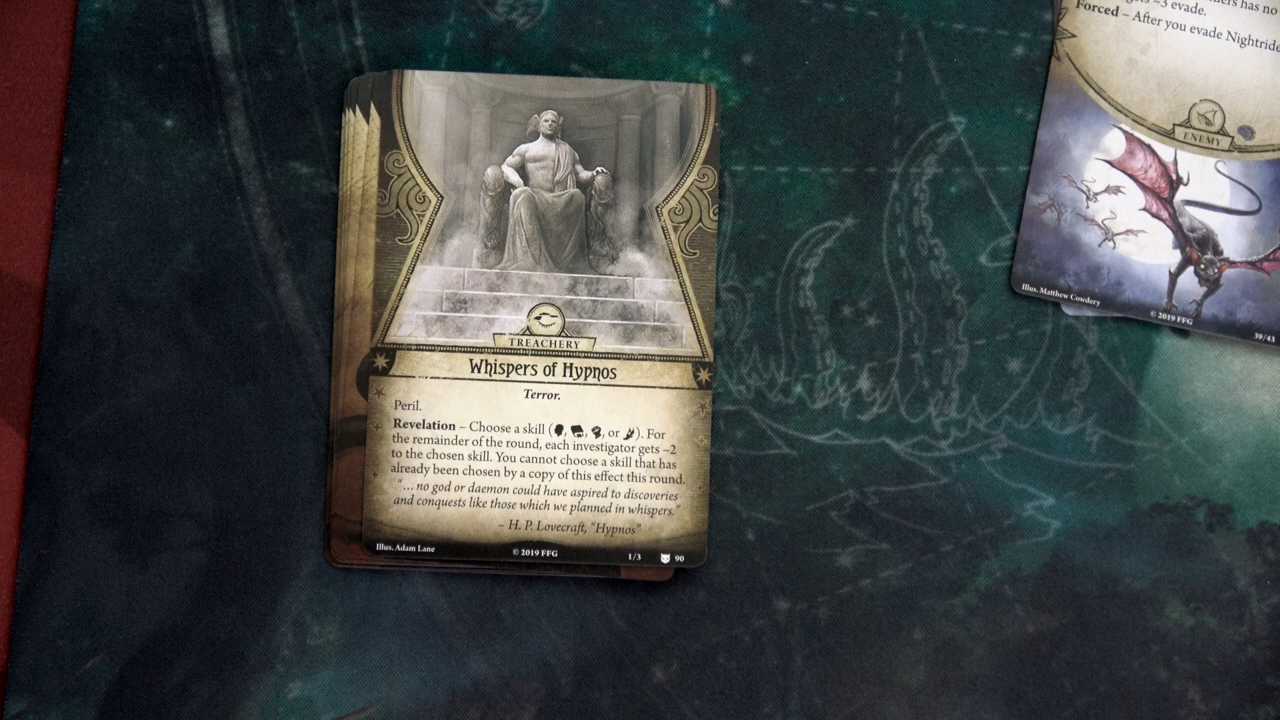 TREACHERY
Whispers of Hypnos
Terror.
Peril.
Revelation – Choose a skill ( , , , or ). For
the remainder of the round, each investigator gets –2
to the chosen skill. You cannot choose a skill that has
already been chosen by a copy of this effect this round.
“… no god or daemon could have aspired to discoveries
and conquests like those which we planned in whispers.”
– H. P. Lovecraft, “Hypnos”
Illus. Adam Lane
© 2019 FFG
1/3
90
–3 evade.
Forced – After you evade
ENEMY
Illus. Matthew Cowdery
© 2019 FFG
39/43